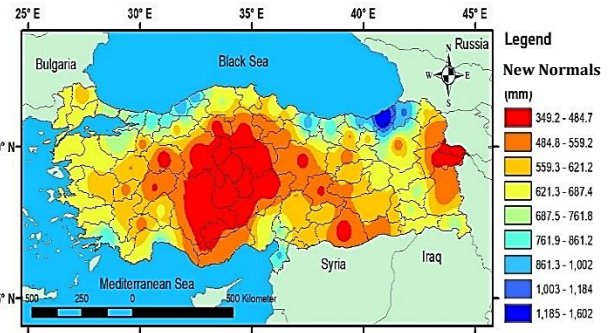 25° E 30° E 35° E 40° E 45° E
Bulgaria
Black Sea
Russia
N
W E
S
° N
Syria
Iraq
Mediterranean Sea
° N
500 250 0 500 Kilometer
Legend
New Normals
(mm)
349.2 - 484.7
484.8 - 559.2
559.3 - 621.2
621.3 - 687.4
687.5 - 761.8
761.9 - 861.2
861.3 - 1,002
1,003 - 1,184
1,185 - 1,602